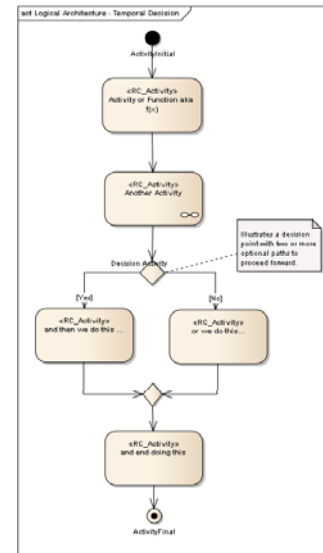 act Logical Architecture - Temporal Decision
ActivityInitial
«RC_Activity»
Activity or Function aka
f(x)
«RC_Activity»
Another Activity
Illustrates a decision
point with two or more
optional paths to
proceed forward.
Decision Activity
[Yes]
[No]
«RC_Activity»
and then we do this ...
«RC_Activity»
or we do this...
«RC_Activity»
and end doing this
ActivityFinal